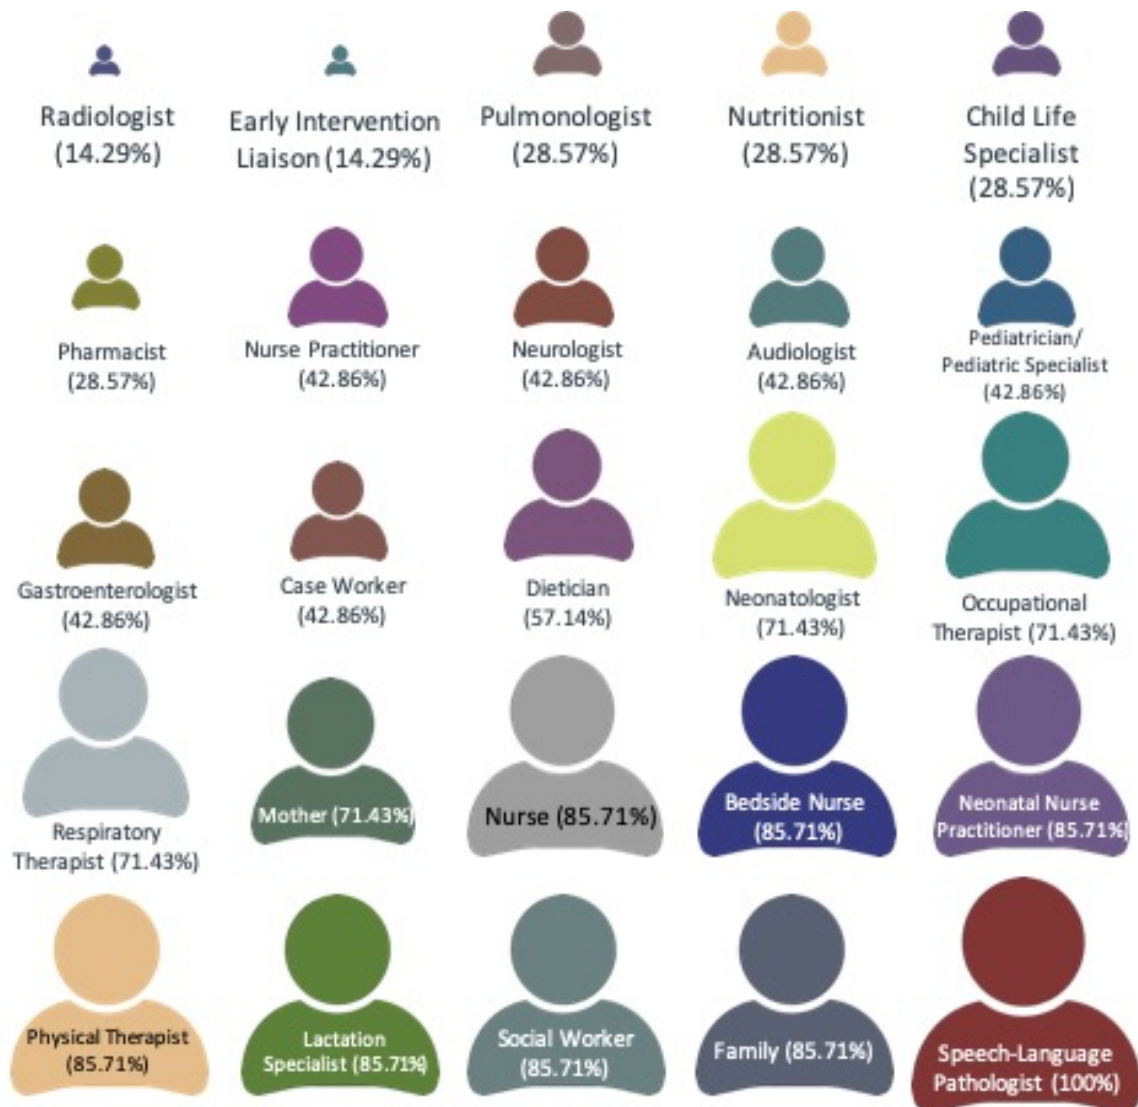 Radiologist
(14.29%)
Early Intervention
Liaison (14.29%)
Pulmonologist
(28.57%)
Nutritionist
(28.57%)
Child Life
Specialist
(28.57%)
Pharmacist
(28.57%)
Nurse Practitioner
(42.86%)
Neurologist
(42.86%)
Audiologist
(42.86%)
Pediatrician/
Pediatric Specialist
(42.86%)
Gastroenterologist
(42.86%)
Case Worker
(42.86%)
Dietician
(57.14%)
Neonatologist
(71.43%)
Occupational
Therapist (71.43%)
Respiratory
Therapist (71.43%)
Mother (71.43%)
Nurse (85.71%)
Bedside Nurse
(85.71%)
Neonatal Nurse
Practitioner (85.71%)
Physical Therapist
(85.71%)
Lactation
Specialist (85.71%)
Social Worker
(85.71%)
Family (85.71%)
Speech-Language
Pathologist (100%)